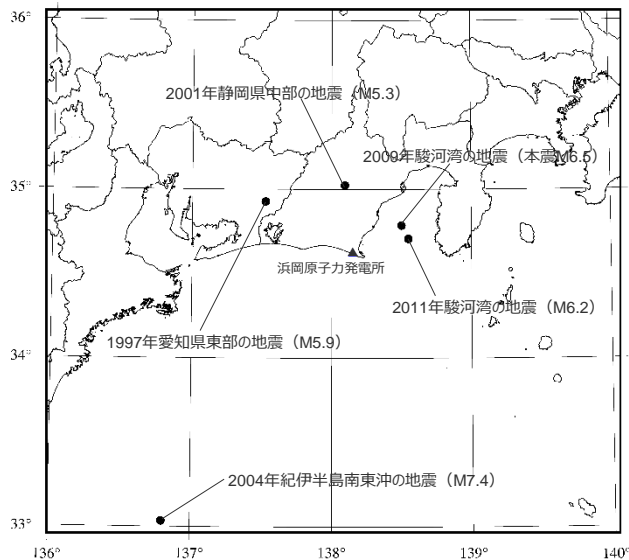 36°
2001年静岡県中部の地震（M5.3）
2009年駿河湾の地震（本震M6.5）
35°
浜岡原子力発電所
2011年駿河湾の地震（M6.2）
1997年愛知県東部の地震（M5.9）
34°
2004年紀伊半島南東沖の地震（M7.4）
33°
136° 137° 138° 139° 140°